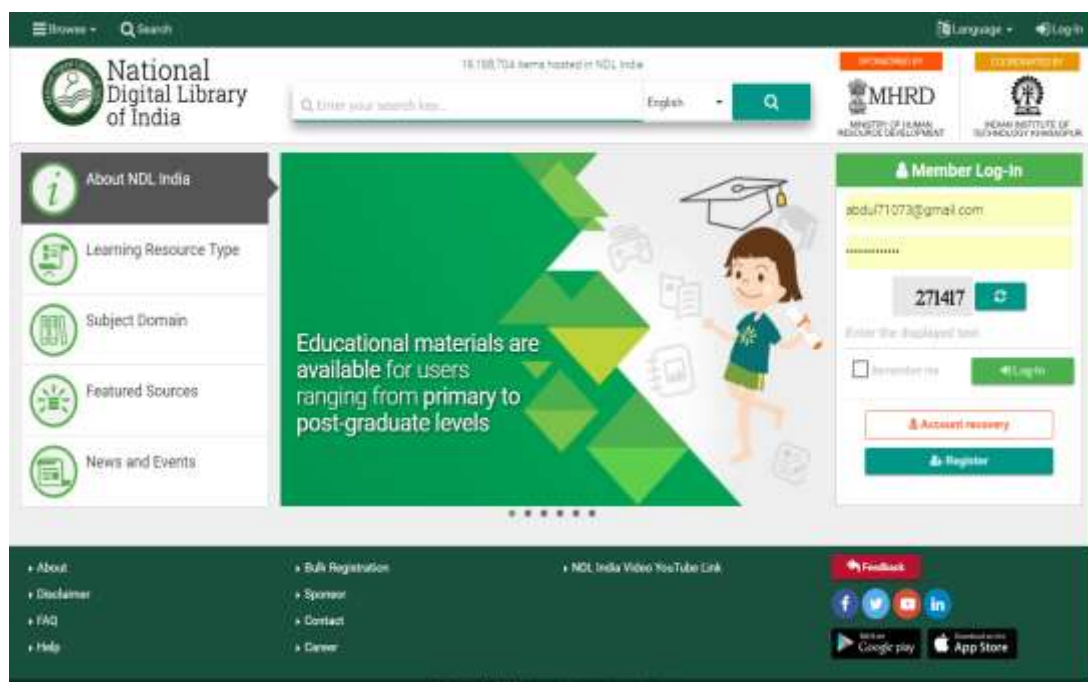 Browse
Search
Language
Log-In
National
Digital Library
of India
items hosted in NDL India
Enter your search key...
English
SPONSORED BY
MHRD
MINISTRY OF HUMAN
RESOURCE DEVELOPMENT
COORDINATED BY
INDIAN INSTITUTE OF
TECHNOLOGY KHARAGPUR
About NDL India
Learning Resource Type
Subject Domain
Featured Sources
News and Events
Educational materials are
available for users
ranging from primary to
post-graduate levels
Member Log-In
abdul71073@gmail.com
271417
Enter the displayed text
Remember me
Log-In
Account recovery
Register
About
Disclaimer
FAQ
Help
Bulk Registration
Sponsor
Contact
Career
NDL India Video YouTube Link
Feedback
Google play
App Store